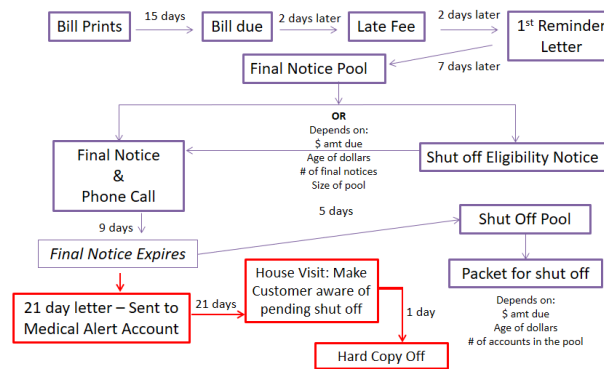 Bill Prints
15 days
Bill due
2 days later
Late Fee
2 days later
1st Reminder
Letter
Final Notice Pool
7 days later
OR
Depends on:
$ amt due
Age of dollars
# of final notices
Size of pool
Final Notice
&
Phone Call
Shut off Eligibility Notice
9 days
5 days
Shut Off Pool
Final Notice Expires
Packet for shut off
House Visit: Make
Customer aware of
pending shut off
21 day letter – Sent to
Medical Alert Account
21 days
1 day
Depends on:
$ amt due
Age of dollars
# of accounts in the pool
Hard Copy Off